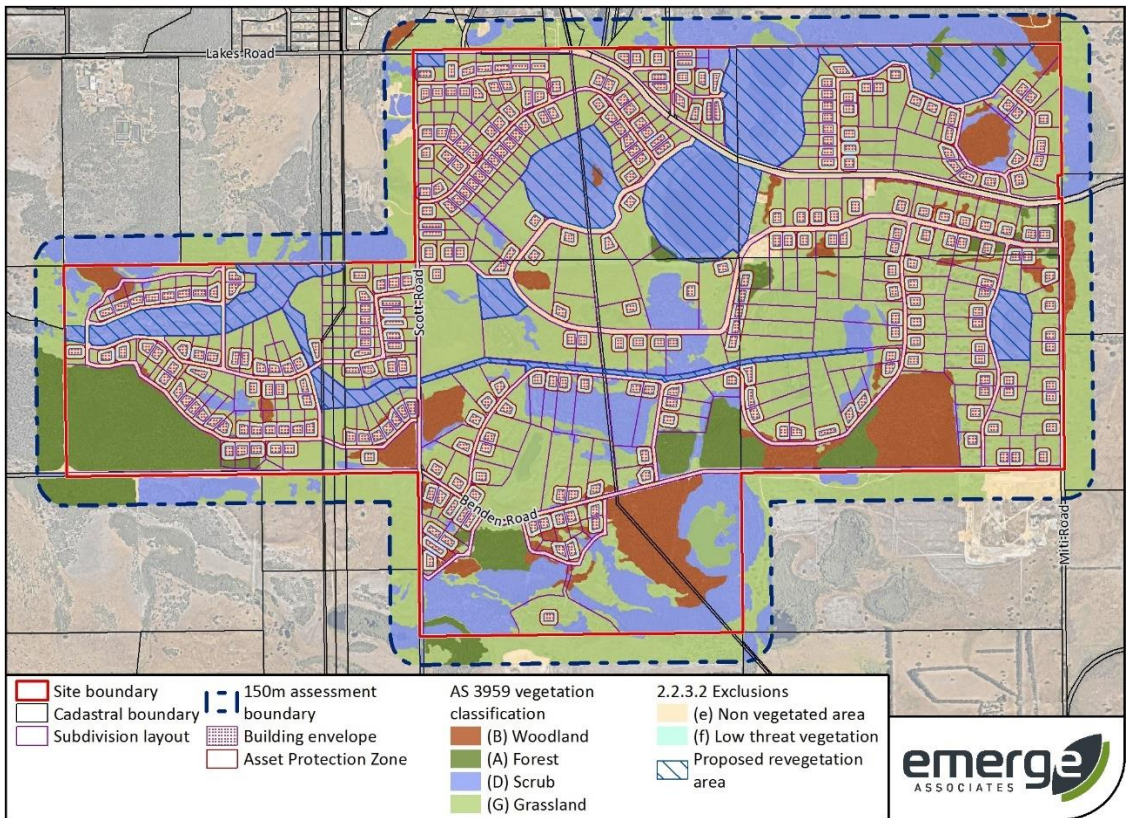 Lakes Road
Scott Road
Benden Road
Miti Road
Site boundary
Cadastral boundary
Subdivision layout
150m assessment
boundary
Building envelope
Asset Protection Zone
AS 3959 vegetation
classification
(B) Woodland
(A) Forest
(D) Scrub
(G) Grassland
2.2.3.2 Exclusions
(e) Non vegetated area
(f) Low threat vegetation
Proposed revegetation
area
emerge
ASSOCIATES